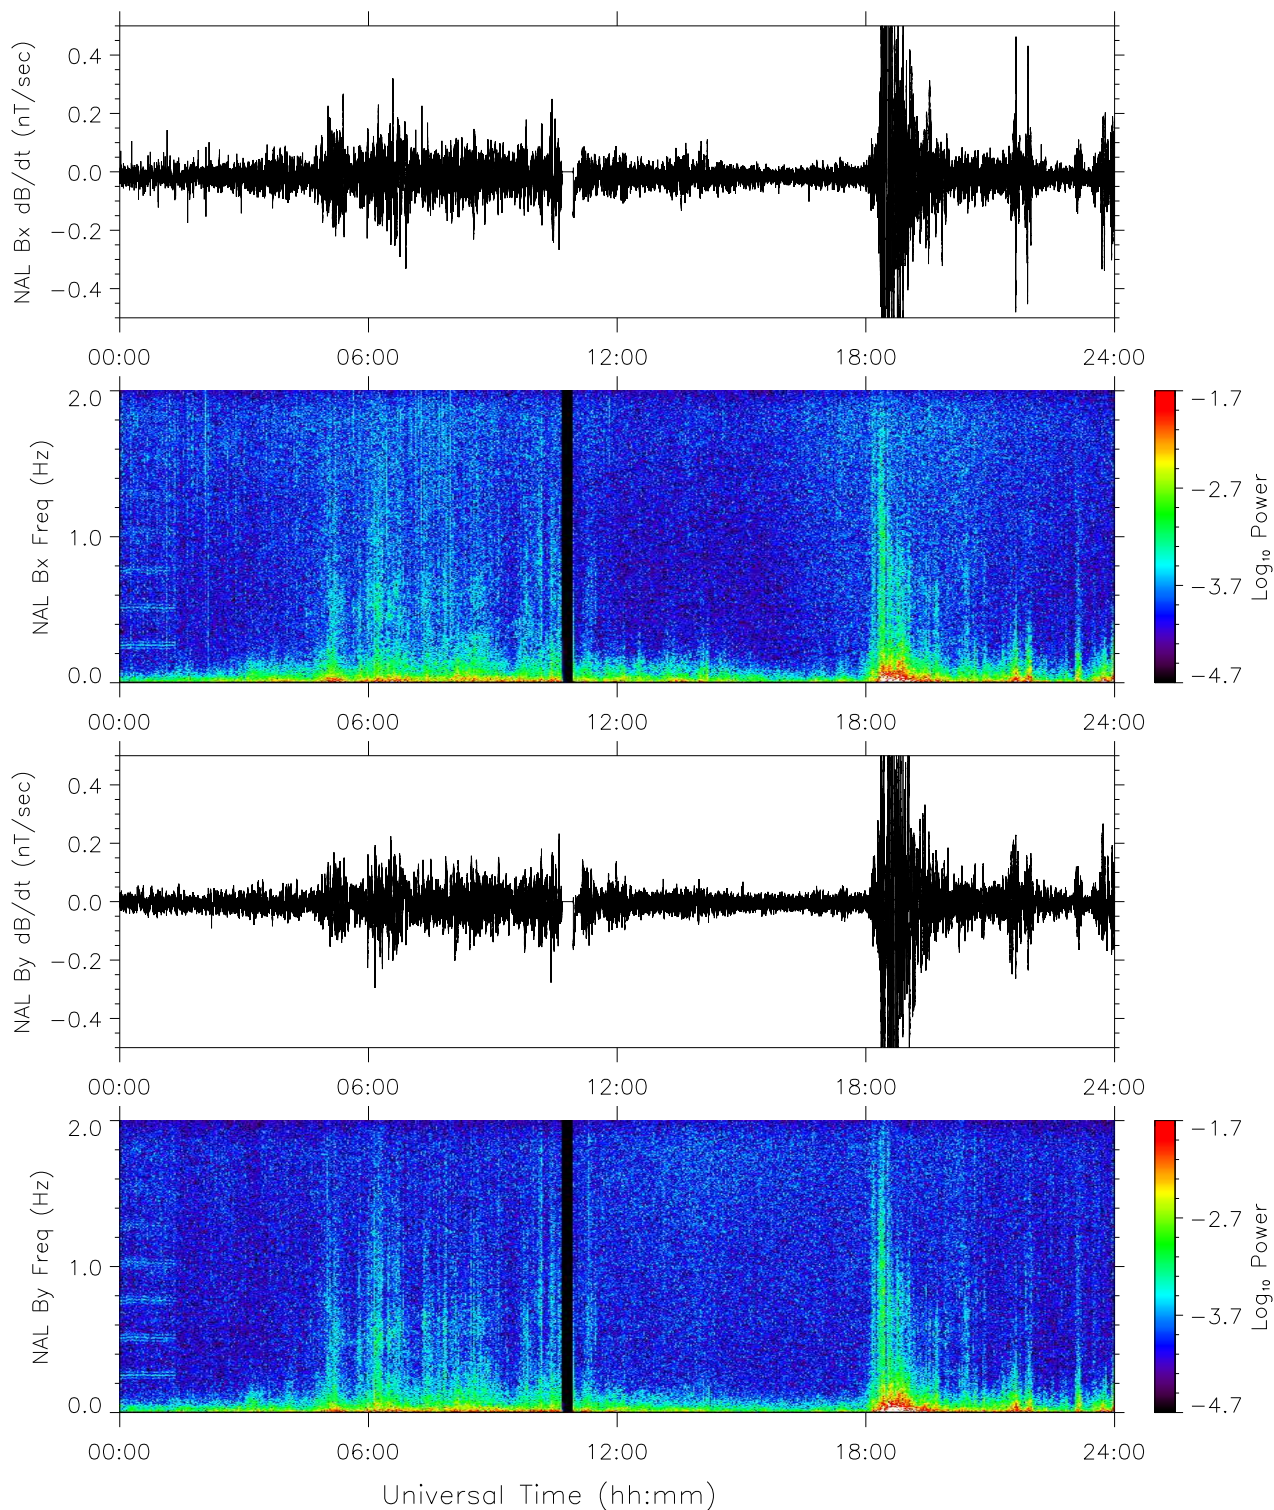 NAL Bx dB/dt (nT/sec)
0.4
0.2
0.0
−0.2
−0.4
00:00 06:00 12:00 18:00 24:00
NAL Bx Freq (Hz)
2.0
1.0
0.0
−1.7
−2.7
−3.7
−4.7
Log₁₀ Power
00:00 06:00 12:00 18:00 24:00
NAL By dB/dt (nT/sec)
0.4
0.2
0.0
−0.2
−0.4
00:00 06:00 12:00 18:00 24:00
NAL By Freq (Hz)
2.0
1.0
0.0
−1.7
−2.7
−3.7
−4.7
Log₁₀ Power
00:00 06:00 12:00 18:00 24:00
Universal Time (hh:mm)